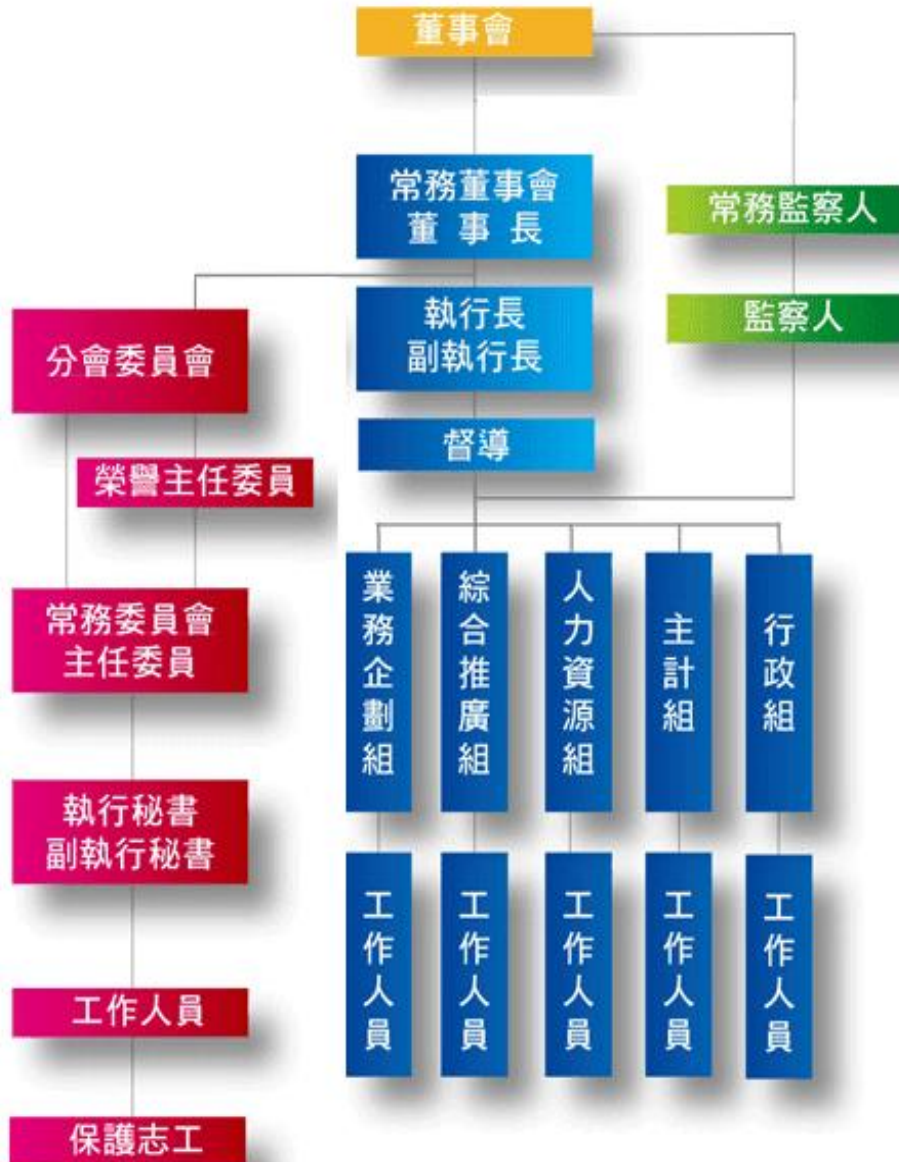 董事會
常務董事會
董事長
常務監察人
執行長
副執行長
監察人
分會委員會
督導
榮譽主任委員
業務企劃組
綜合推廣組
人力資源組
主計組
行政組
常務委員會
主任委員
執行秘書
副執行秘書
工作人員
工作人員
工作人員
工作人員
工作人員
工作人員
保護志工